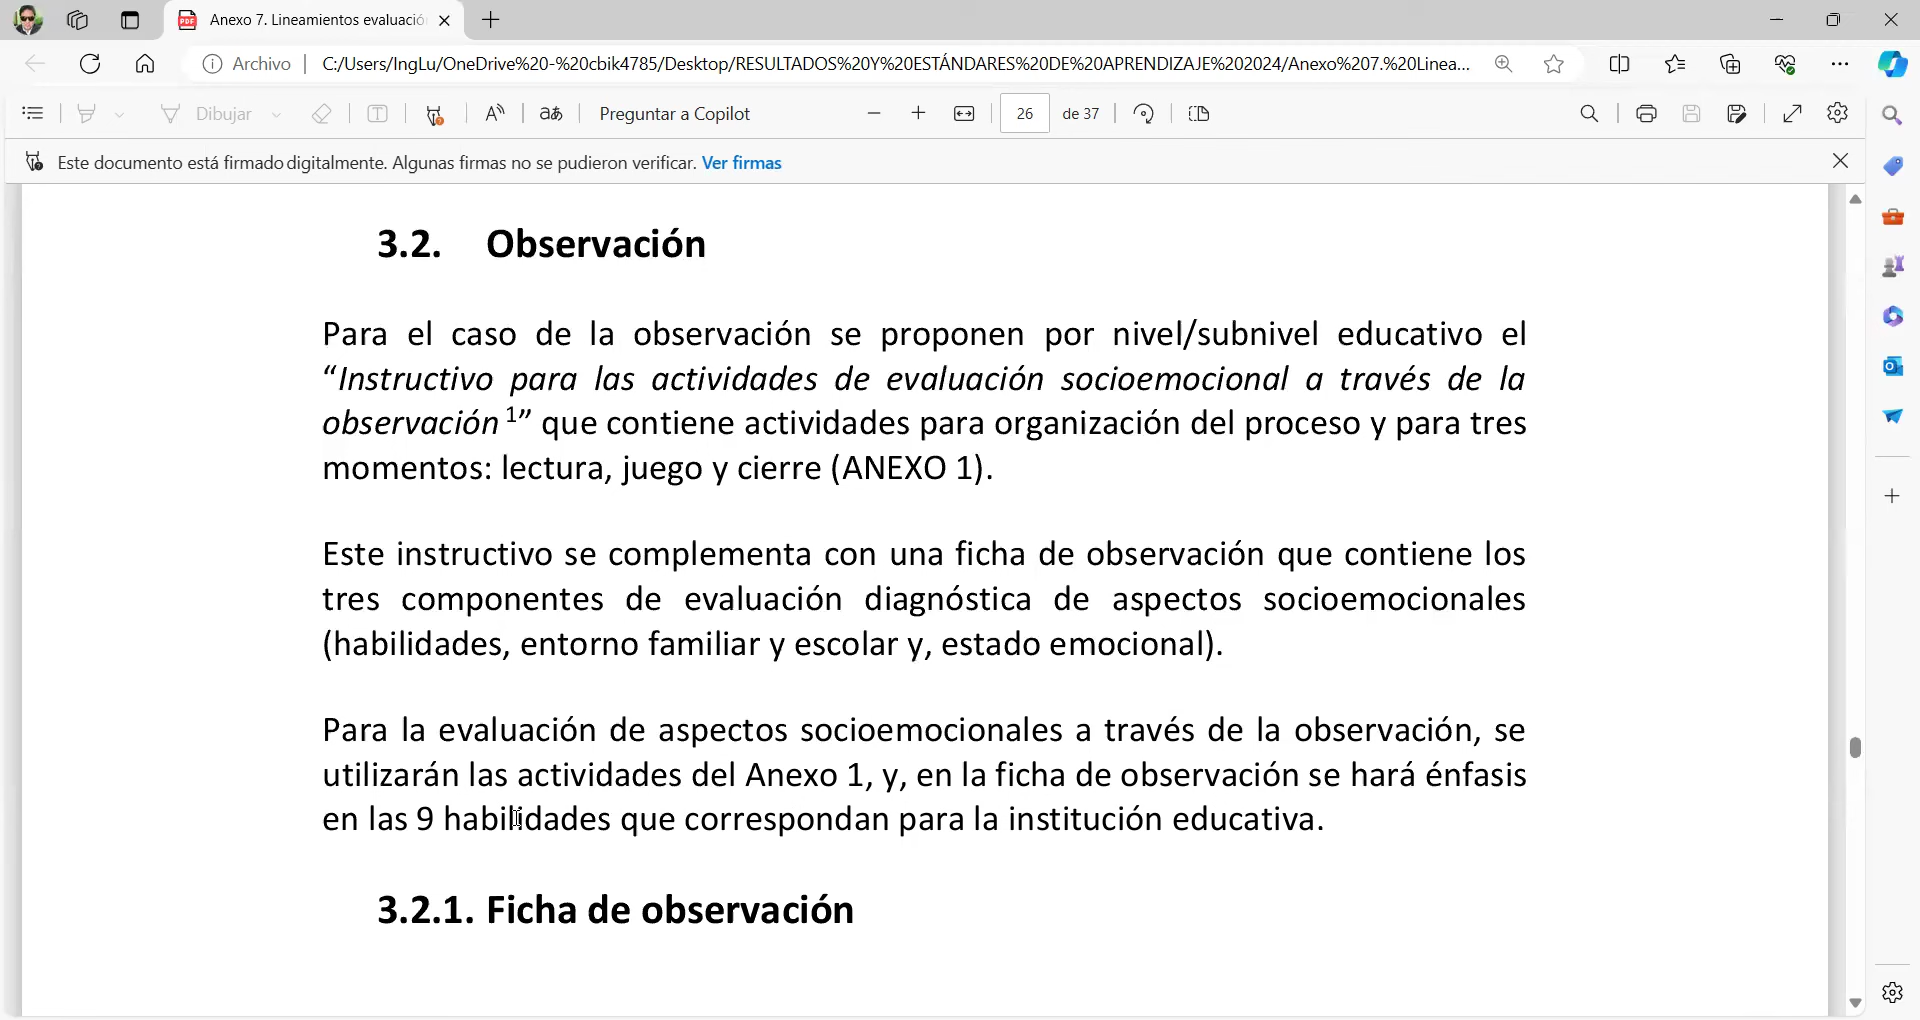 Anexo 7. Lineamientos evaluació
Archivo
C:/Users/IngLu/OneDrive%20-%20cbik4785/Desktop/RESULTADOS%20Y%20ESTÁNDARES%20DE%20APRENDIZAJE%202024/Anexo%207.%20Linea...
Dibujar
aあ
Preguntar a Copilot
26
de 37
Este documento está firmado digitalmente. Algunas firmas no se pudieron verificar. Ver firmas
3.2. Observación
Para el caso de la observación se proponen por nivel/subnivel educativo el
“Instructivo para las actividades de evaluación socioemocional a través de la
observación ¹” que contiene actividades para organización del proceso y para tres
momentos: lectura, juego y cierre (ANEXO 1).
Este instructivo se complementa con una ficha de observación que contiene los
tres componentes de evaluación diagnóstica de aspectos socioemocionales
(habilidades, entorno familiar y escolar y, estado emocional).
Para la evaluación de aspectos socioemocionales a través de la observación, se
utilizarán las actividades del Anexo 1, y, en la ficha de observación se hará énfasis
en las 9 habilidades que correspondan para la institución educativa.
3.2.1. Ficha de observación